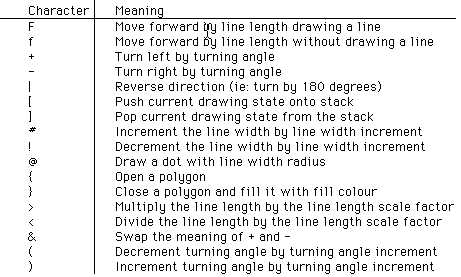 Character Meaning
F Move forward by line length drawing a line
f Move forward by line length without drawing a line
+ Turn left by turning angle
- Turn right by turning angle
| Reverse direction (ie: turn by 180 degrees)
[ Push current drawing state onto stack
] Pop current drawing state from the stack
# Increment the line width by line width increment
! Decrement the line width by line width increment
@ Draw a dot with line width radius
{ Open a polygon
} Close a polygon and fill it with fill colour
> Multiply the line length by the line length scale factor
< Divide the line length by the line length scale factor
& Swap the meaning of + and -
( Decrement turning angle by turning angle increment
) Increment turning angle by turning angle increment